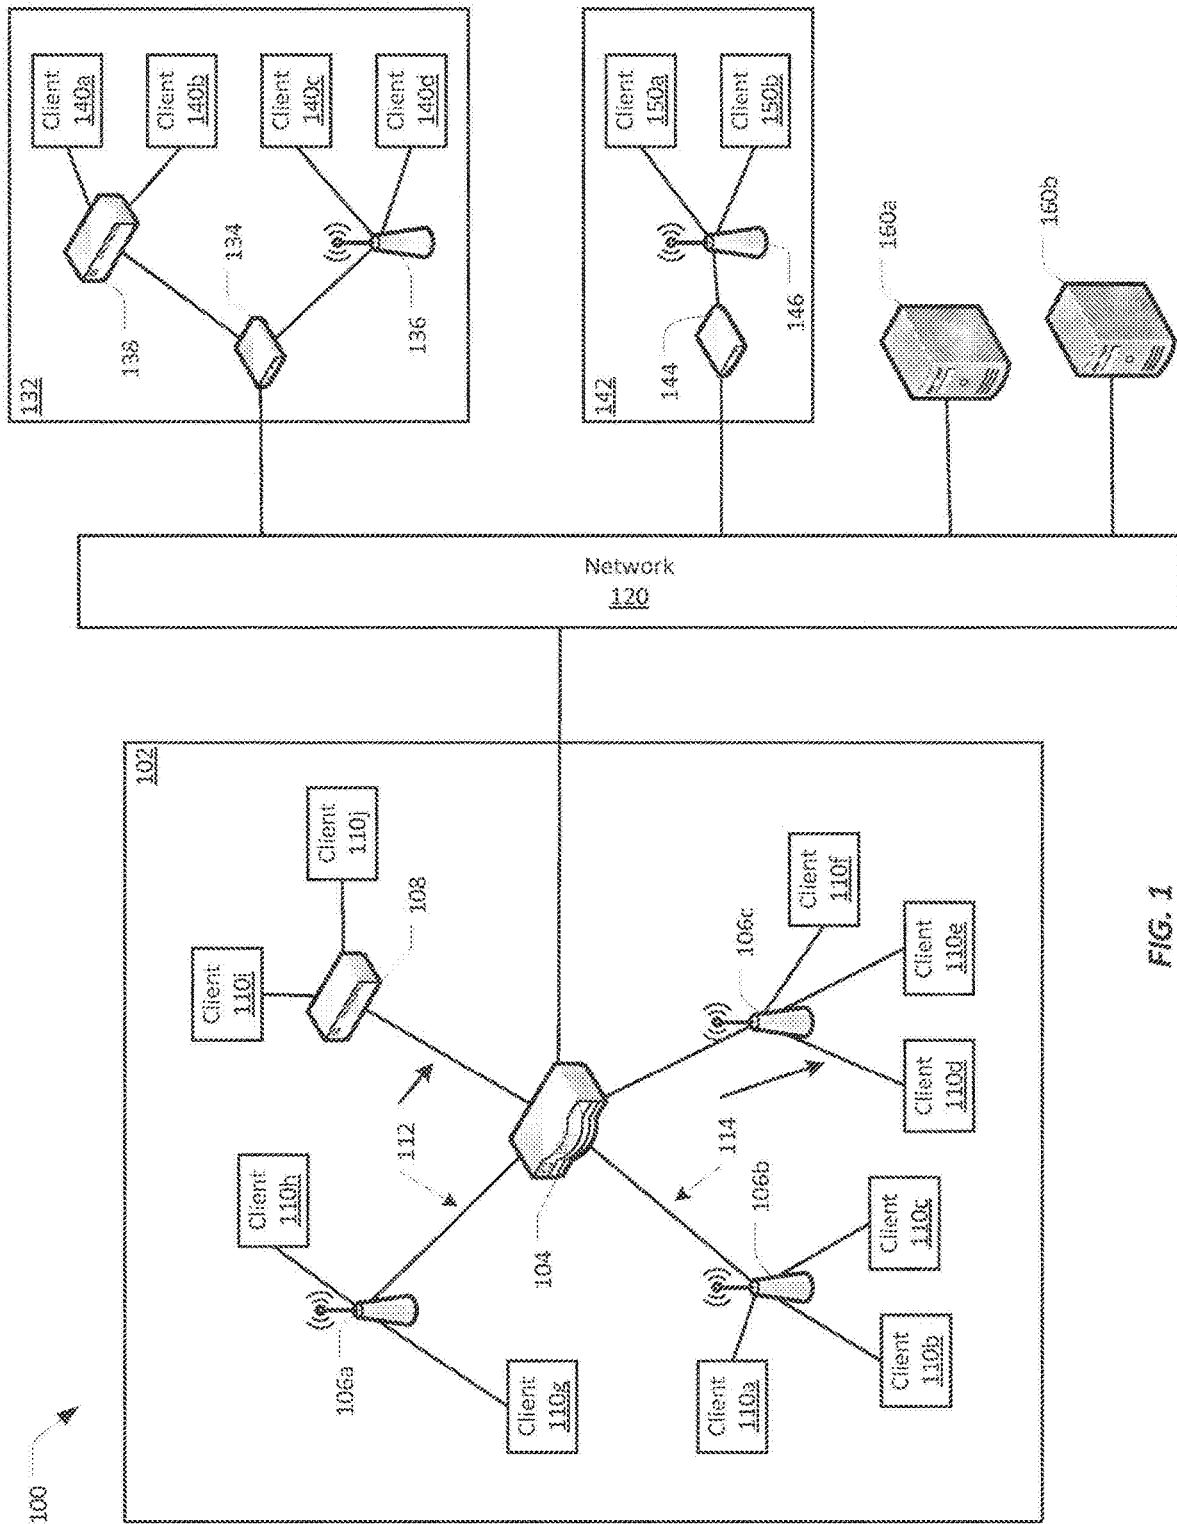 100
102
Client
110i
Client
110j
108
112
Client
110h
106a
Client
110g
104
114
106b
Client
110a
Client
110b
Client
110c
106c
Client
110d
Client
110e
Client
110f
Network
120
132
134
138
136
Client
140a
Client
140b
Client
140c
Client
140d
142
144
146
Client
150a
Client
150b
160a
160b
FIG. 1